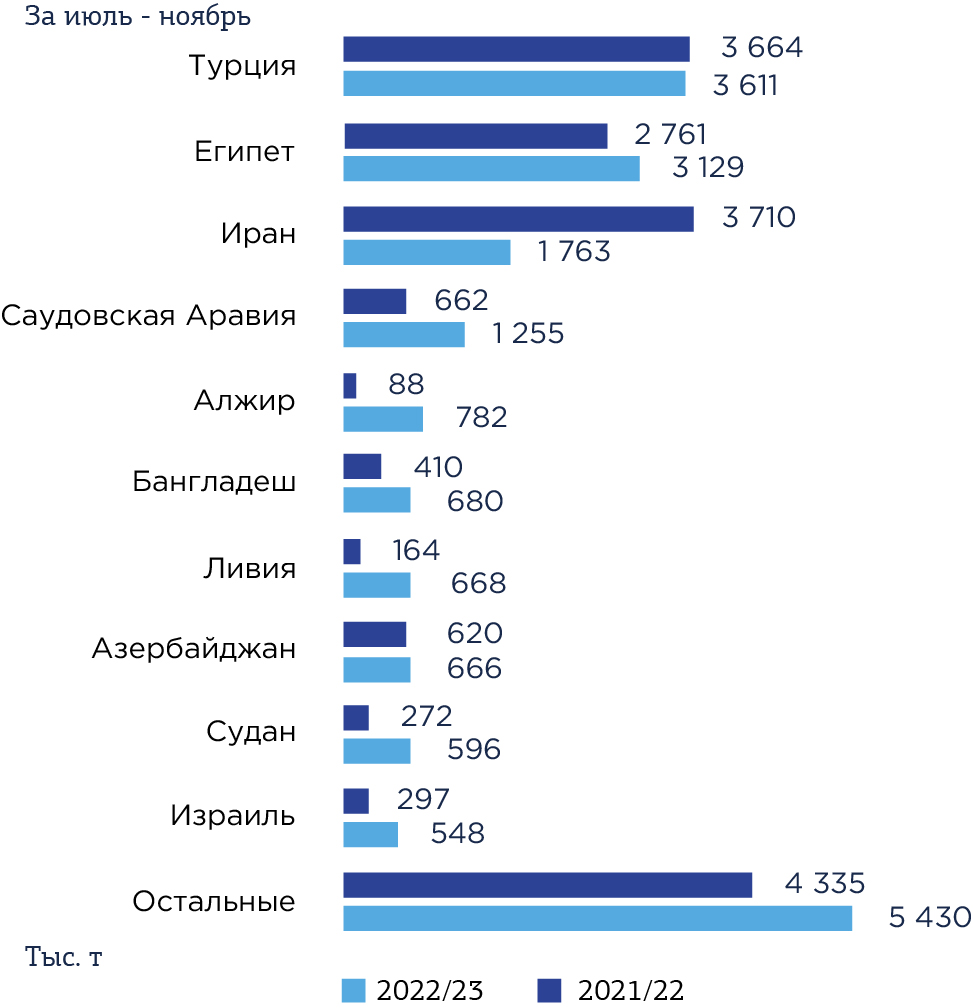 За июль - ноябрь
3 664
Турция
3 611
2 761
Египет
3 129
3 710
Иран
1 763
662
Саудовская Аравия
1 255
88
Алжир
782
410
Бангладеш
680
164
Ливия
668
620
Азербайджан
666
272
Судан
596
297
Израиль
548
4 335
Остальные
5 430
Тыс. т
2022/23 2021/22